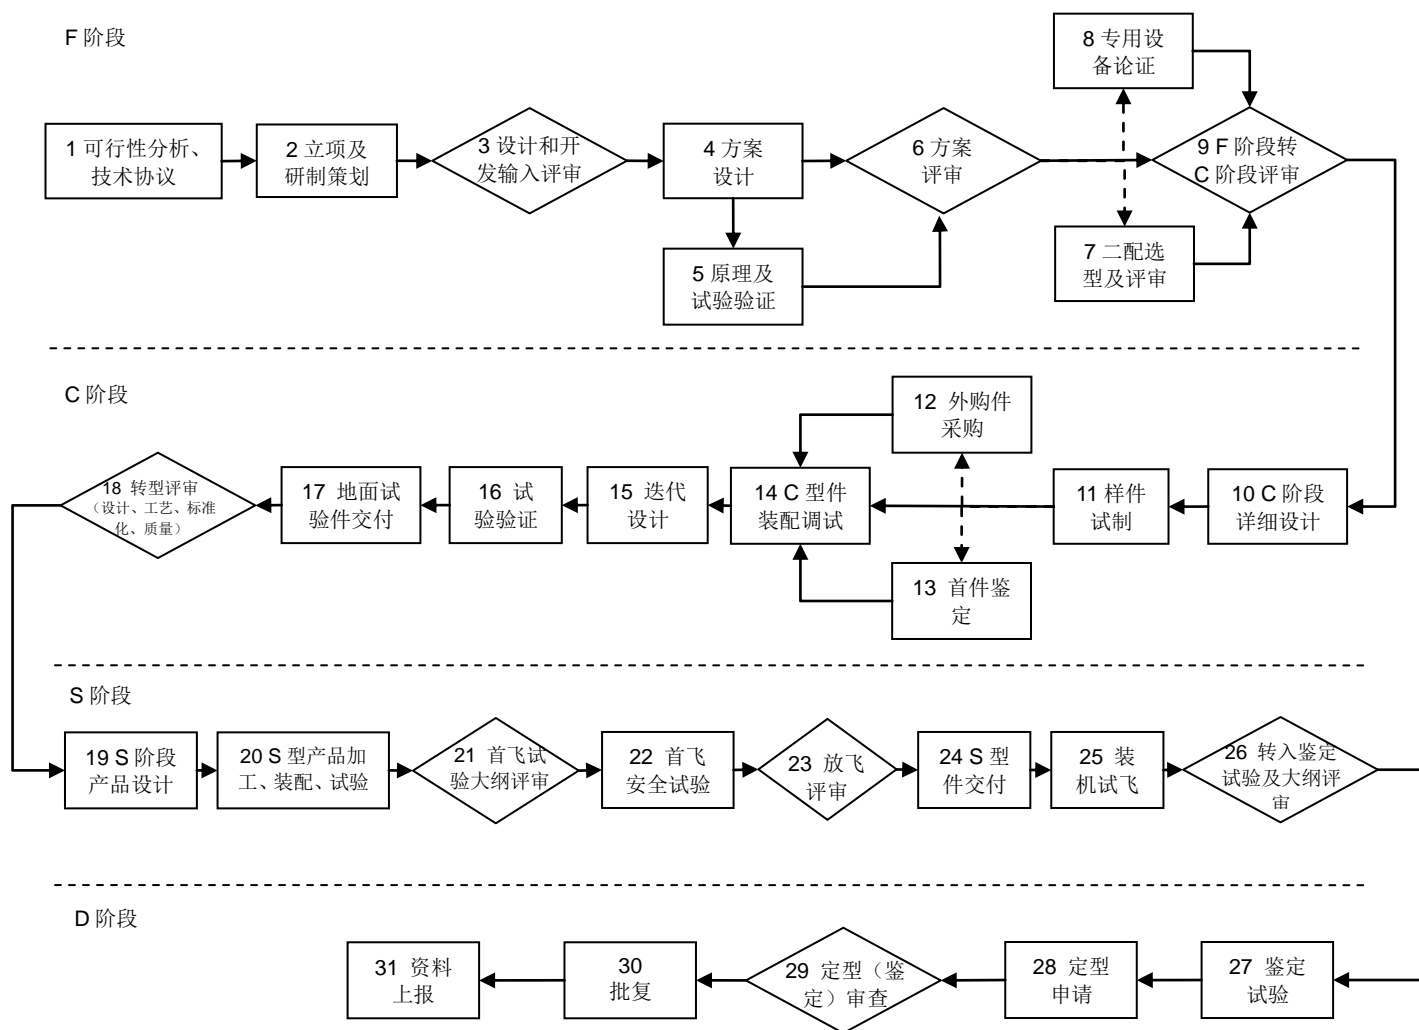 F 阶段
1 可行性分析、
技术协议
2 立项及
研制策划
3 设计和开
发输入评审
4 方案
设计
5 原理及
试验验证
6 方案
评审
8 专用设
备论证
7 二配选
型及评审
9 F 阶段转
C 阶段评审
C 阶段
10 C 阶段
详细设计
11 样件
试制
12 外购件
采购
13 首件鉴
定
14 C 型件
装配调试
15 迭代
设计
16 试
验验证
17 地面试
验件交付
18 转型评审
（设计、工艺、标准
化、质量）
S 阶段
19 S 阶段
产品设计
20 S 型产品加
工、装配、试验
21 首飞试
验大纲评审
22 首飞
安全试验
23 放飞
评审
24 S 型
件交付
25 装
机试飞
26 转入鉴定
试验及大纲评
审
D 阶段
27 鉴定
试验
28 定型
申请
29 定型（鉴
定）审查
30
批复
31 资料
上报